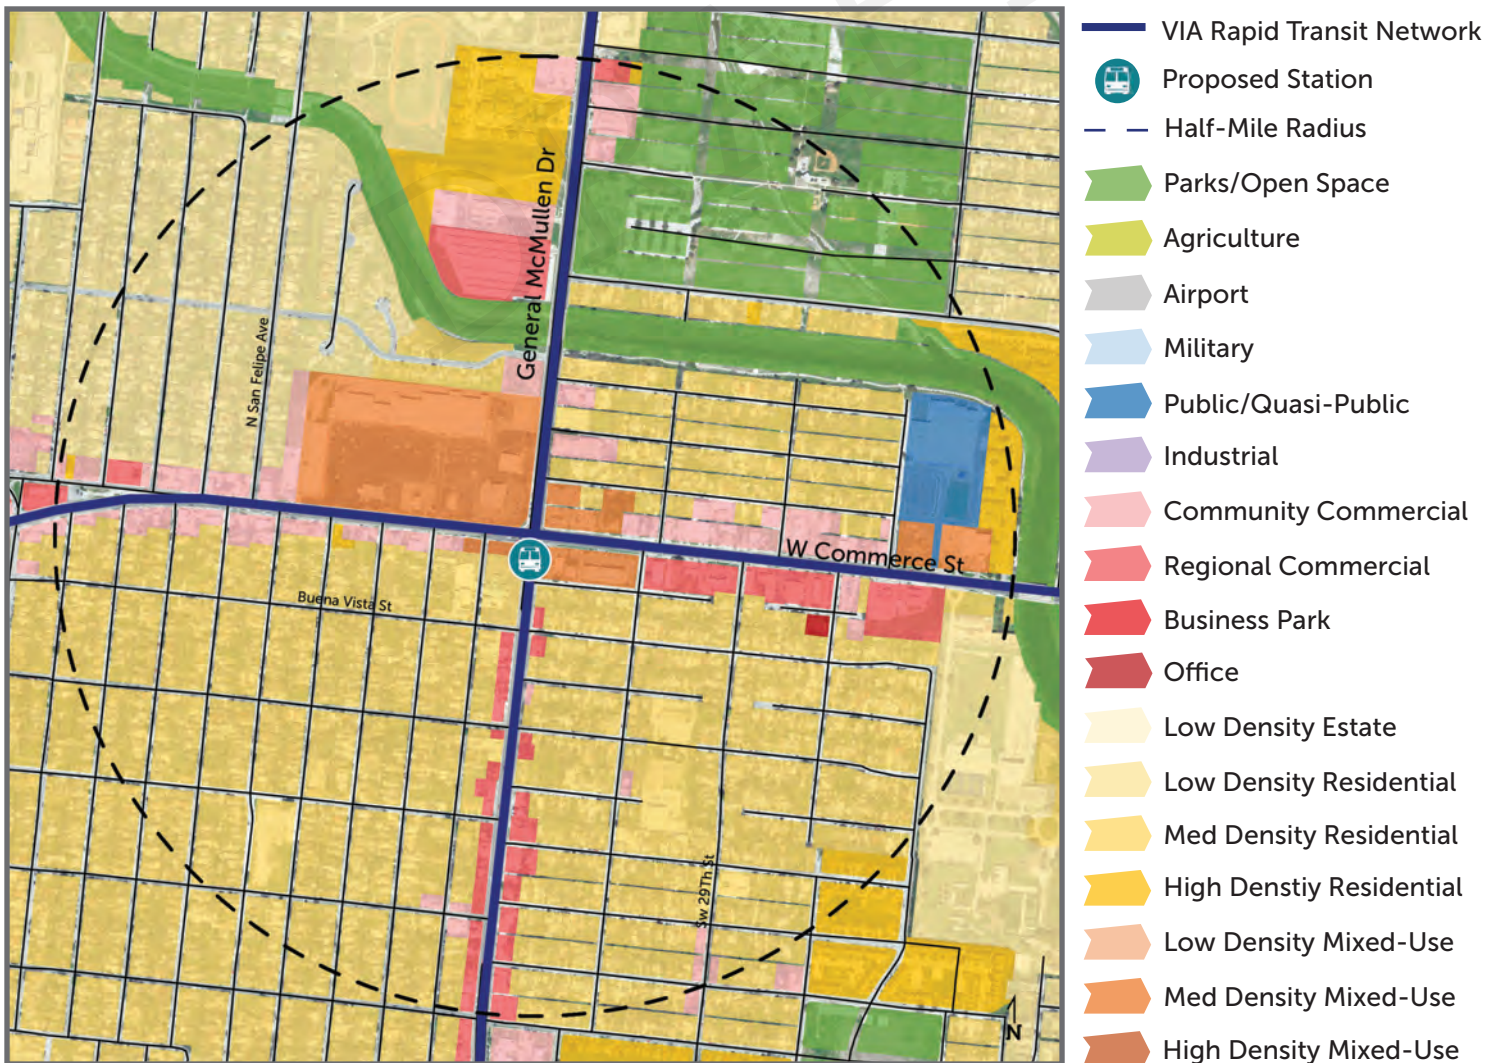 General McMullen Dr
N San Felipe Ave
W Commerce St
Buena Vista St
Sw 29Th St
N
VIA Rapid Transit Network
Proposed Station
Half-Mile Radius
Parks/Open Space
Agriculture
Airport
Military
Public/Quasi-Public
Industrial
Community Commercial
Regional Commercial
Business Park
Office
Low Density Estate
Low Density Residential
Med Density Residential
High Denstiy Residential
Low Density Mixed-Use
Med Density Mixed-Use
High Density Mixed-Use